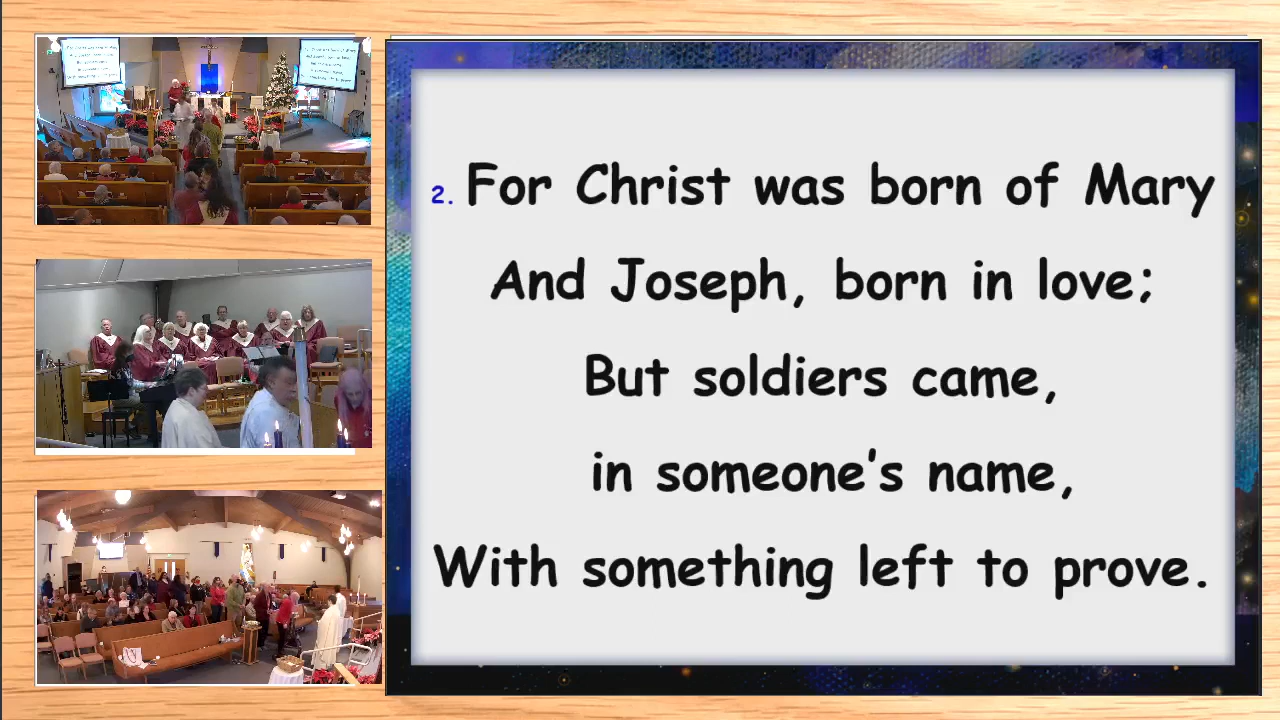 2. For Christ was born of Mary
And Joseph, born in love;
But soldiers came,
in someone's name,
With something left to prove.